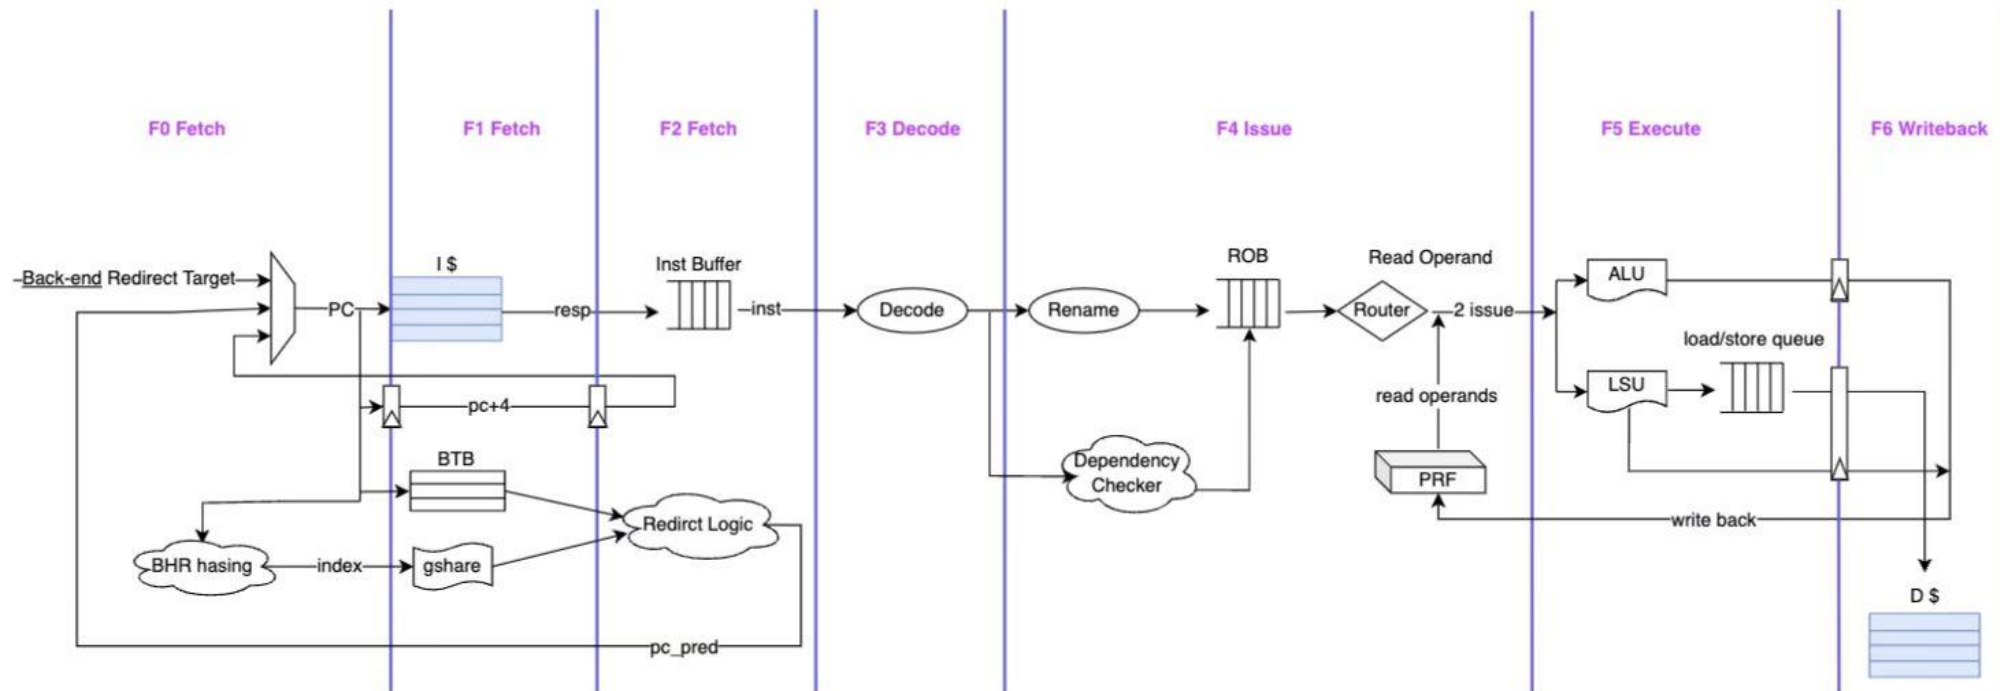 F0 Fetch
F1 Fetch
F2 Fetch
F3 Decode
F4 Issue
F5 Execute
F6 Writeback
Back-end Redirect Target
PC
I $
resp
Inst Buffer
inst
Decode
Rename
ROB
Read Operand
Router
2 issue
ALU
load/store queue
LSU
pc+4
read operands
BTB
Dependency
Checker
PRF
Redirct Logic
write back
BHR hasing
index
gshare
D $
pc_pred